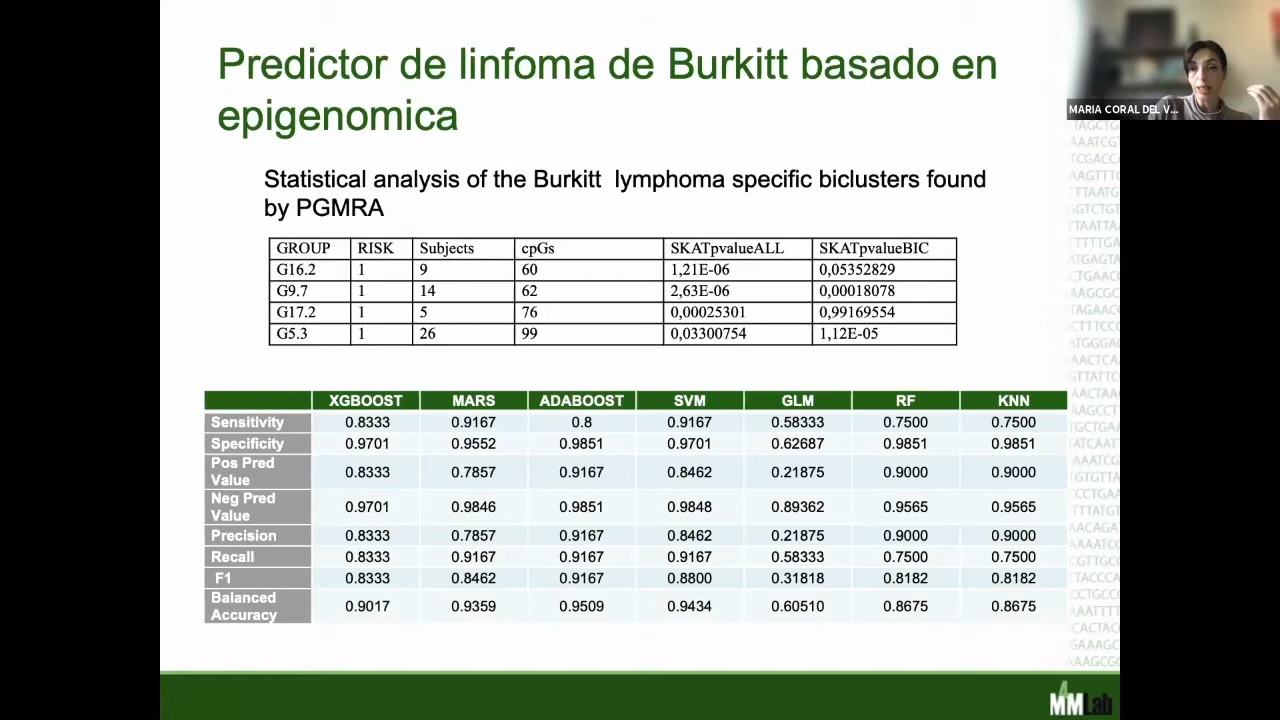 Predictor de linfoma de Burkitt basado en
epigenomica
MARIA CORAL DEL V...
Statistical analysis of the Burkitt lymphoma specific biclusters found
by PGMRA
GROUP RISK Subjects cpGs SKATpvalueALL SKATpvalueBIC
G16.2 1 9 60 1,21E-06 0,05352829
G9.7 1 14 62 2,63E-06 0,00018078
G17.2 1 5 76 0,00025301 0,99169554
G5.3 1 26 99 0,03300754 1,12E-05
XGBOOST MARS ADABOOST SVM GLM RF KNN
Sensitivity 0.8333 0.9167 0.8 0.9167 0.58333 0.7500 0.7500
Specificity 0.9701 0.9552 0.9851 0.9701 0.62687 0.9851 0.9851
Pos Pred
Value 0.8333 0.7857 0.9167 0.8462 0.21875 0.9000 0.9000
Neg Pred
Value 0.9701 0.9846 0.9851 0.9848 0.89362 0.9565 0.9565
Precision 0.8333 0.7857 0.9167 0.8462 0.21875 0.9000 0.9000
Recall 0.8333 0.9167 0.9167 0.9167 0.58333 0.7500 0.7500
F1 0.8333 0.8462 0.9167 0.8800 0.31818 0.8182 0.8182
Balanced
Accuracy 0.9017 0.9359 0.9509 0.9434 0.60510 0.8675 0.8675
M4MLab